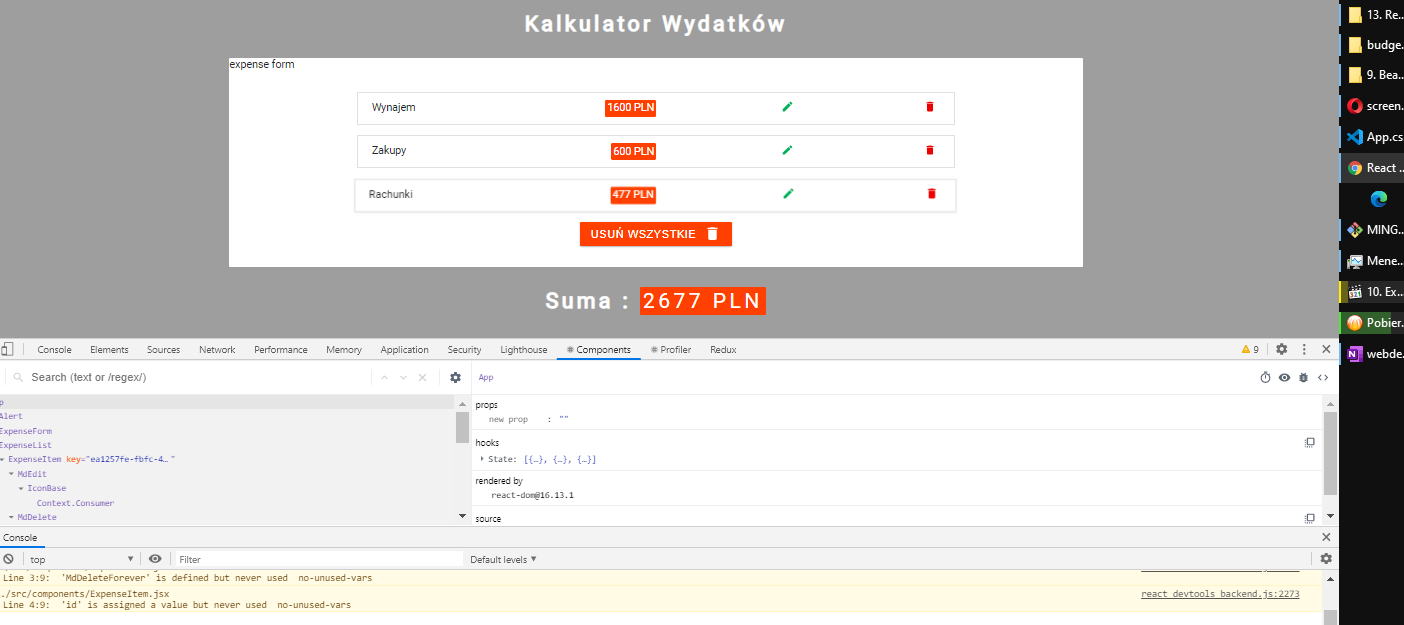 Kalkulator Wydatków
expense form
Wynajem 1600 PLN
Zakupy 600 PLN
Rachunki 477 PLN
USUŃ WSZYSTKIE
Suma : 2677 PLN
13. Re...
budge...
9. Bea...
screen...
App.cs
React ...
MING...
Mene...
10. Ex...
Pobier...
webde...
Console Elements Sources Network Performance Memory Application Security Lighthouse Components Profiler Redux 9
Search (text or /regex/)
App
p
Alert
ExpenseForm
ExpenseList
ExpenseItem key="ea1257fe-fbfc-4…"
MdEdit
IconBase
Context.Consumer
MdDelete
props
new prop : ""
hooks
State: [{…}, {…}, {…}]
rendered by
react-dom@16.13.1
source
Console
top Filter Default levels
Line 3:9: 'MdDeleteForever' is defined but never used no-unused-vars
./src/components/ExpenseItem.jsx react_devtools_backend.js:2273
Line 4:9: 'id' is assigned a value but never used no-unused-vars